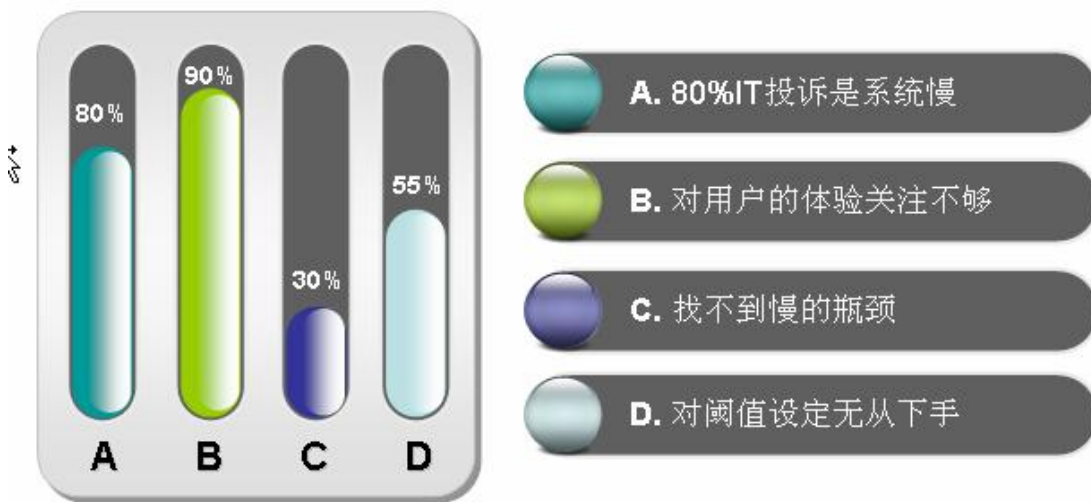 90%
80%
55%
30%
A B C D
A. 80%IT投诉是系统慢
B. 对用户的体验关注不够
C. 找不到慢的瓶颈
D. 对阈值设定无从下手